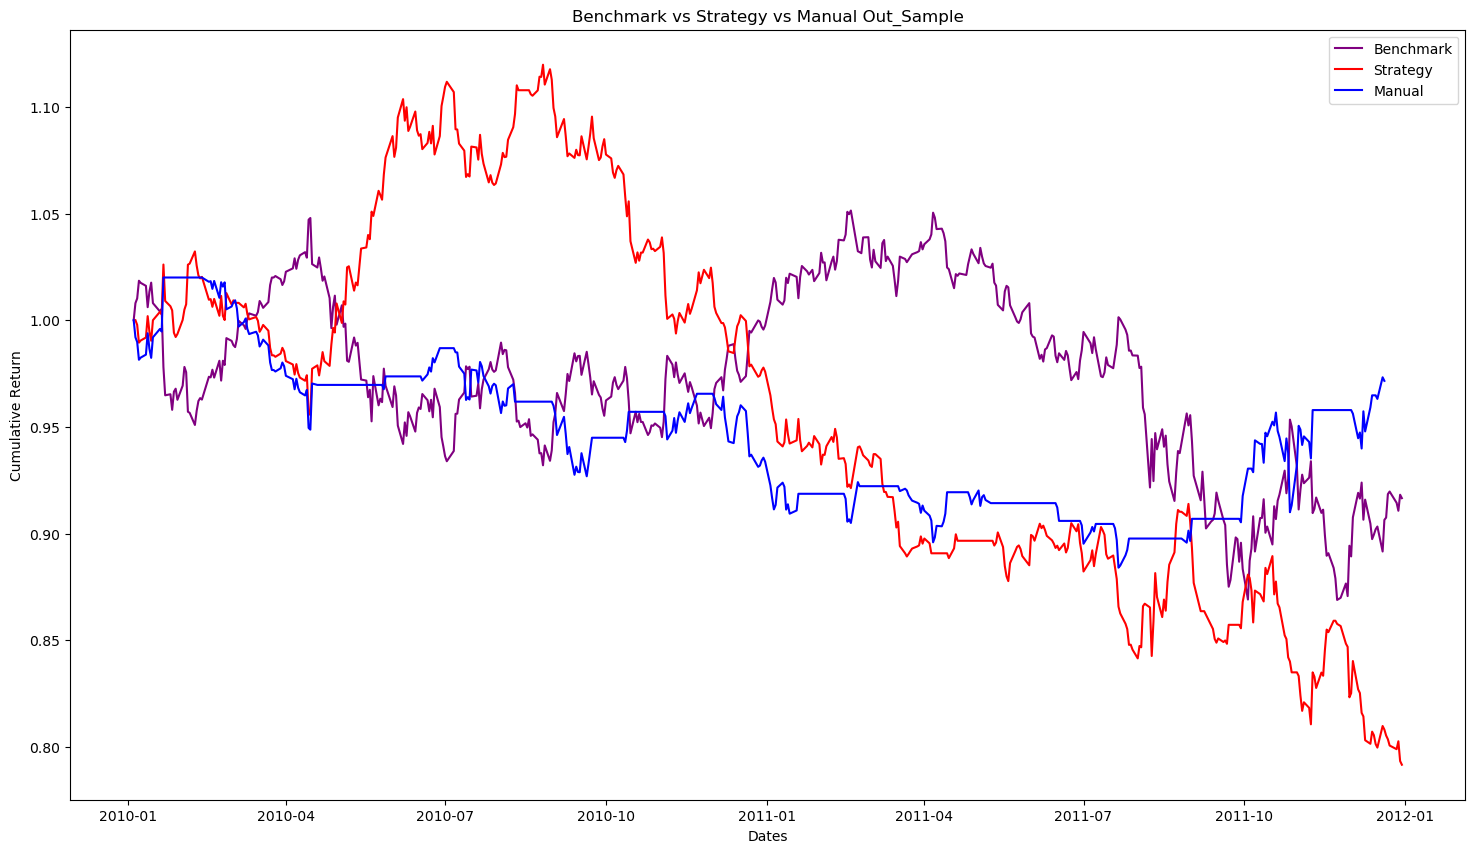 Benchmark vs Strategy vs Manual Out_Sample
Benchmark
Strategy
Manual
Cumulative Return
1.10
1.05
1.00
0.95
0.90
0.85
0.80
2010-01 2010-04 2010-07 2010-10 2011-01 2011-04 2011-07 2011-10 2012-01
Dates